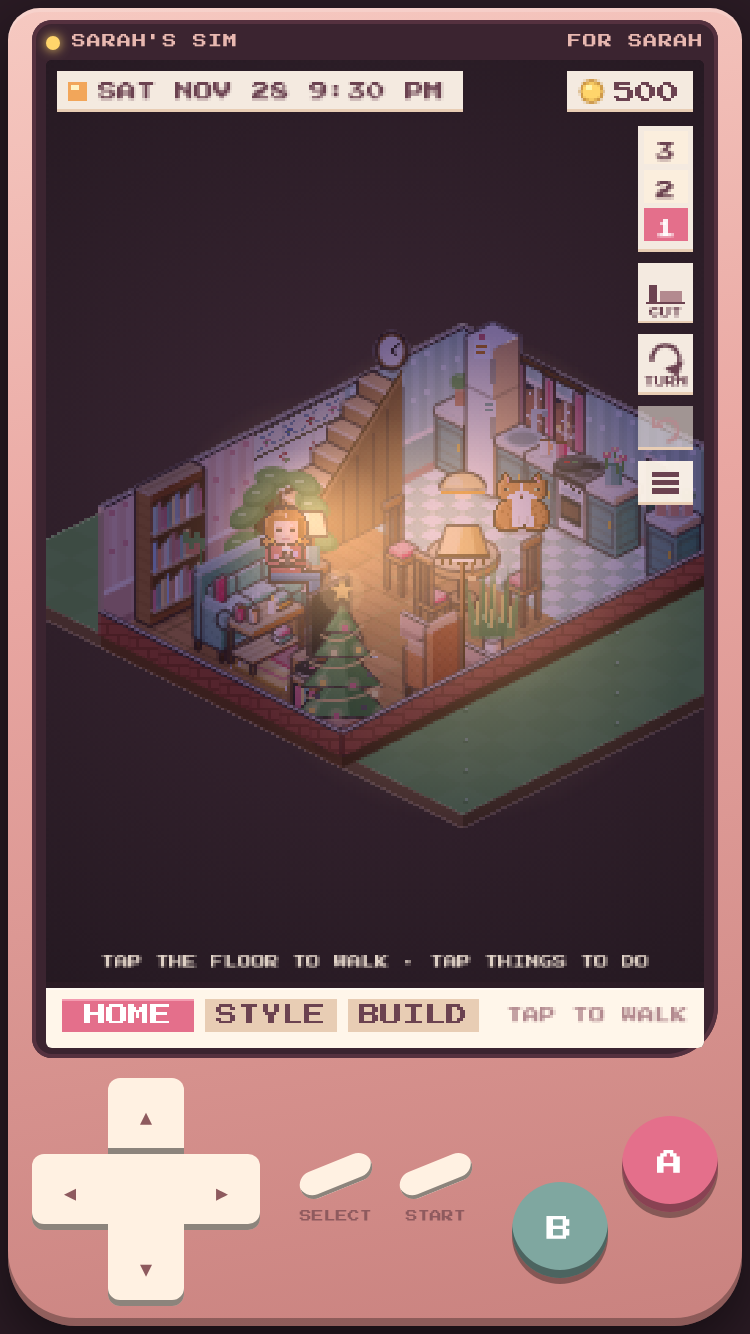 SARAH'S SIM
FOR SARAH
SAT NOV 28 9:30 PM
500
3
2
1
CUT
TURN
TAP THE FLOOR TO WALK · TAP THINGS TO DO
HOME
STYLE
BUILD
TAP TO WALK
SELECT
START
B
A